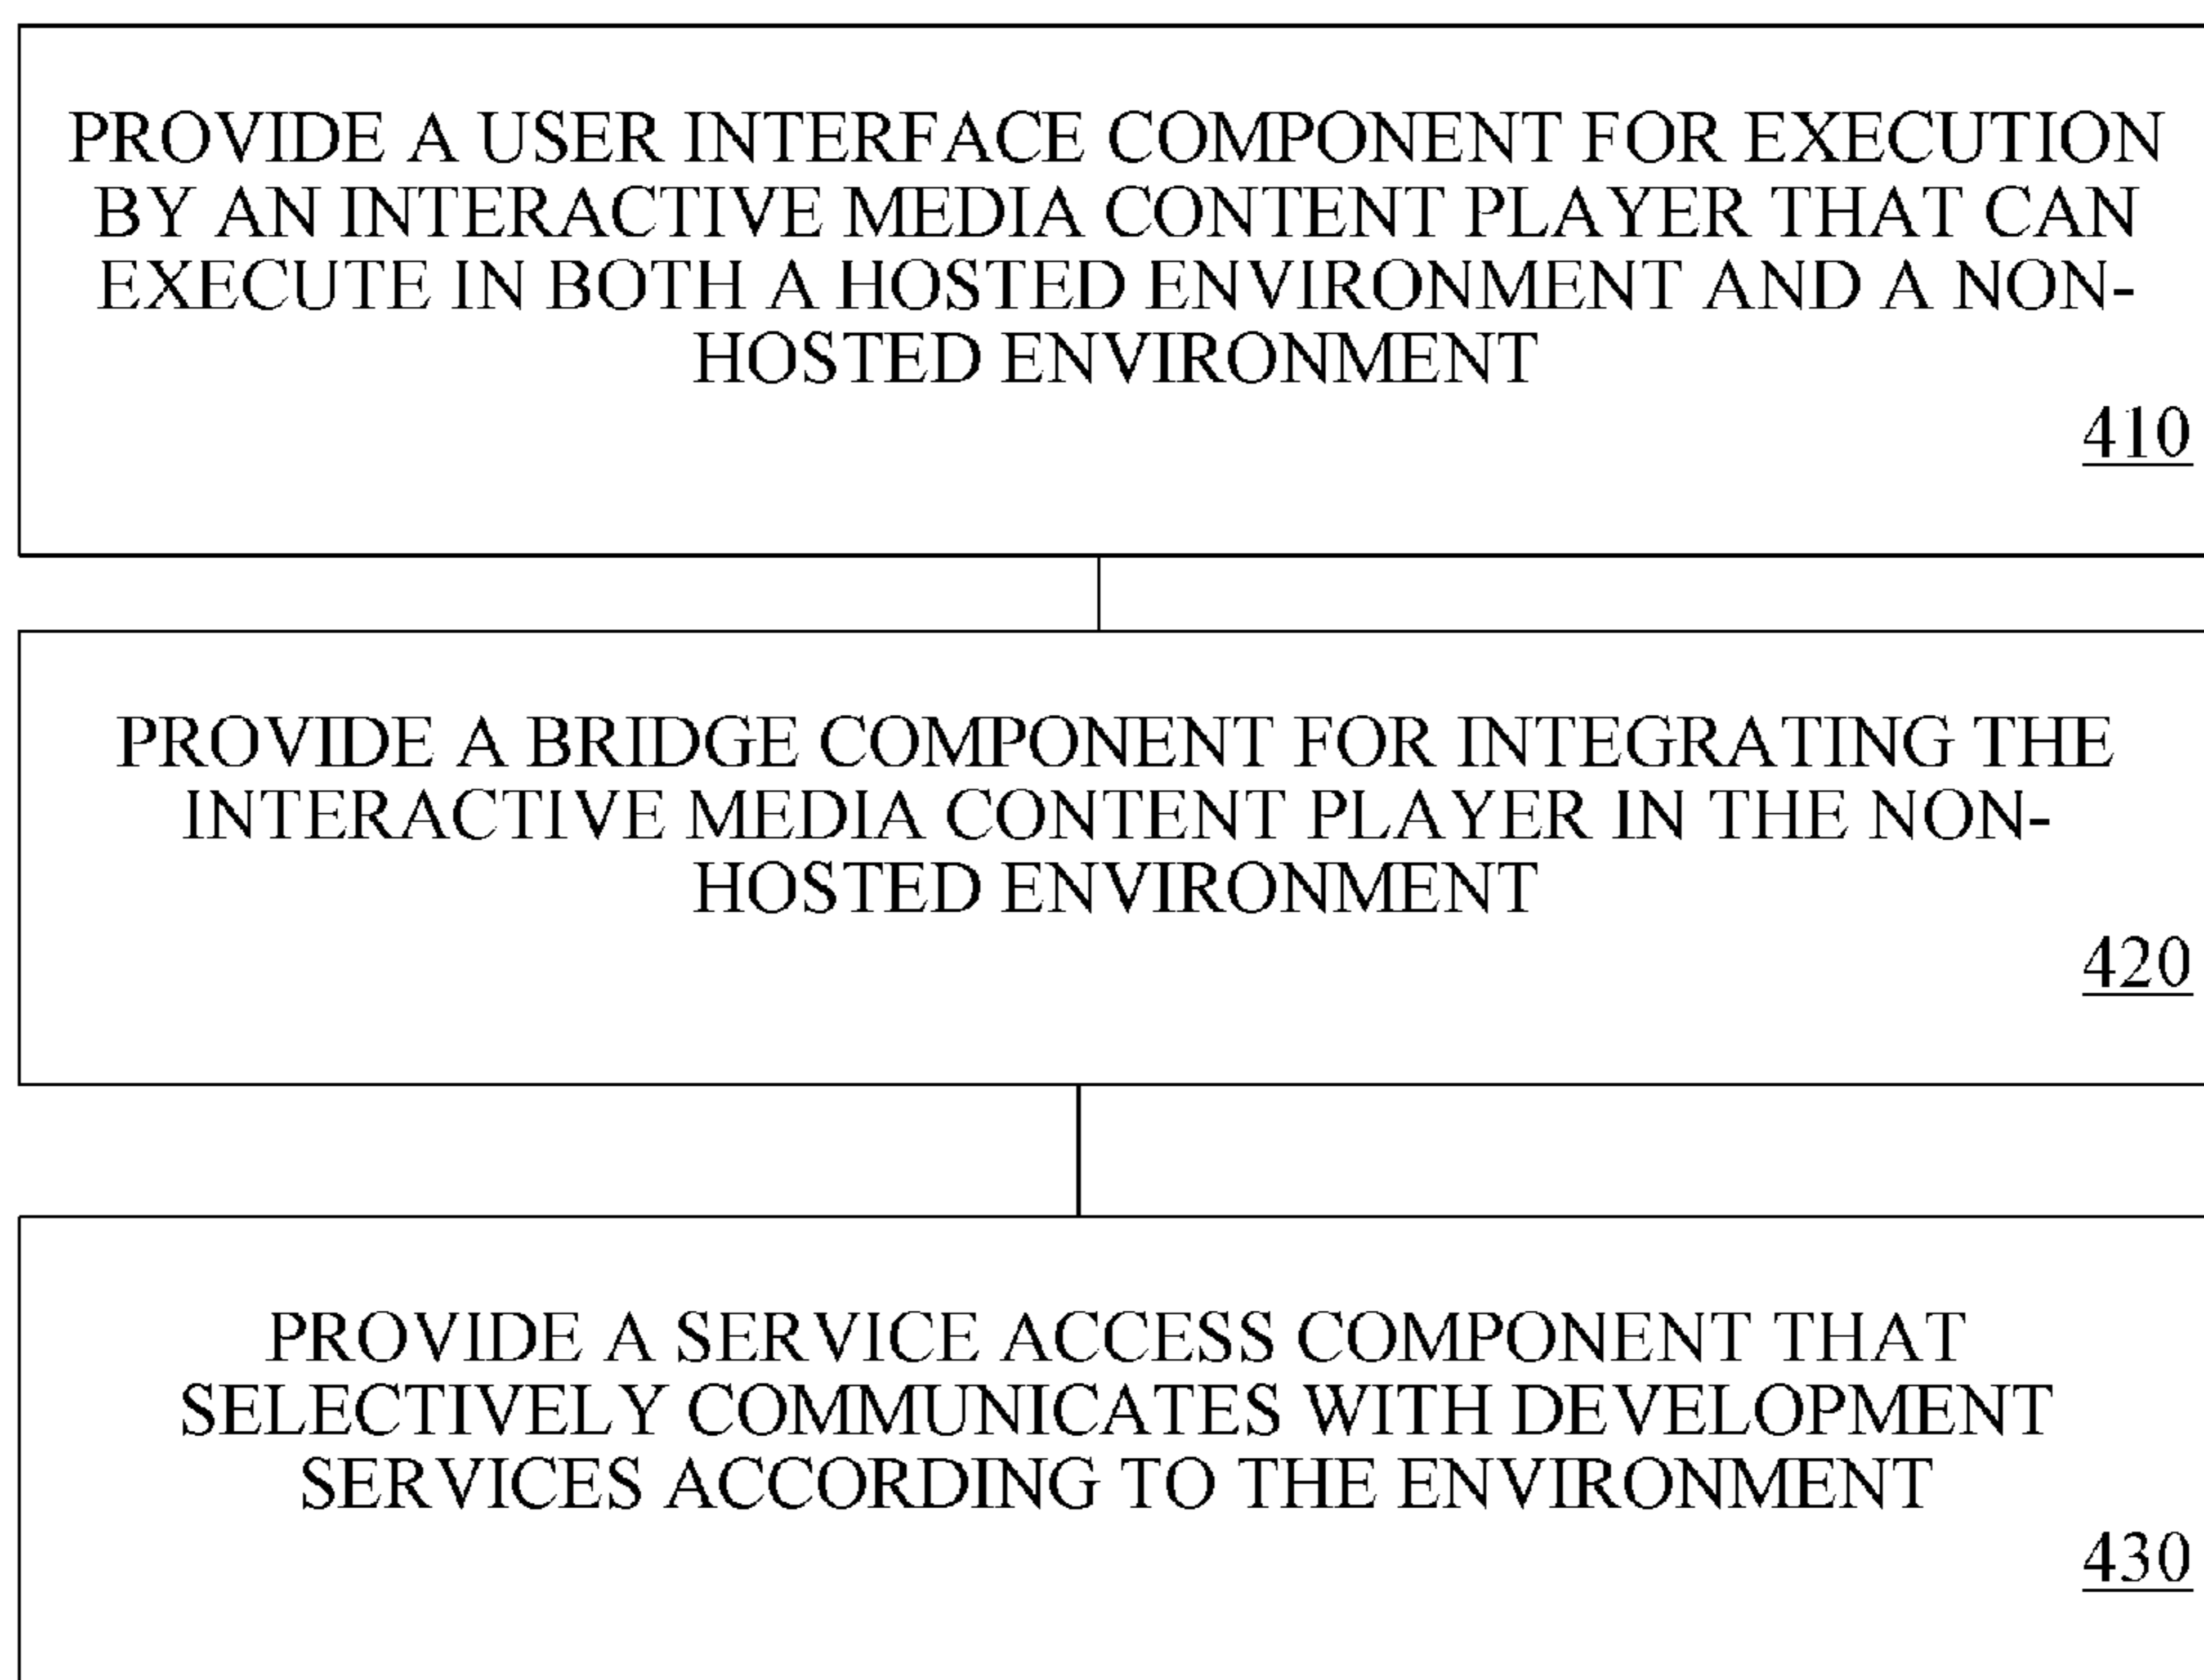 PROVIDE A USER INTERFACE COMPONENT FOR EXECUTION
BY AN INTERACTIVE MEDIA CONTENT PLAYER THAT CAN
EXECUTE IN BOTH A HOSTED ENVIRONMENT AND A NON-
HOSTED ENVIRONMENT
410
PROVIDE A BRIDGE COMPONENT FOR INTEGRATING THE
INTERACTIVE MEDIA CONTENT PLAYER IN THE NON-
HOSTED ENVIRONMENT
420
PROVIDE A SERVICE ACCESS COMPONENT THAT
SELECTIVELY COMMUNICATES WITH DEVELOPMENT
SERVICES ACCORDING TO THE ENVIRONMENT
430